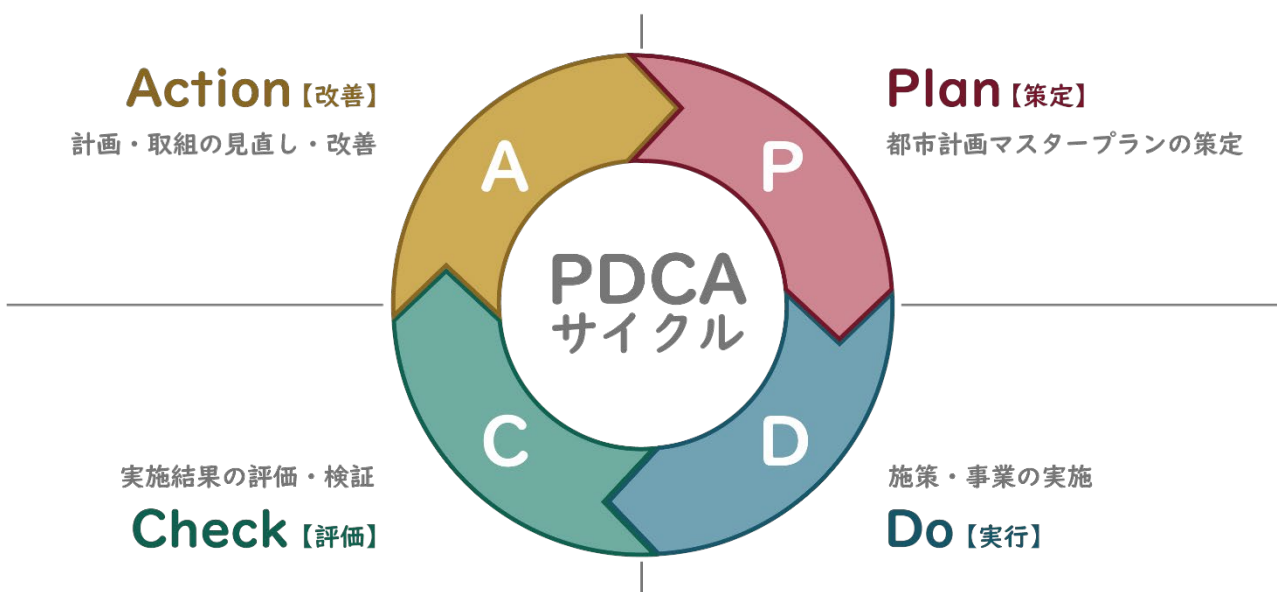 Action【改善】
計画・取組の見直し・改善
Plan【策定】
都市計画マスタープランの策定
A
P
PDCA
サイクル
C
D
実施結果の評価・検証
Check【評価】
施策・事業の実施
Do【実行】